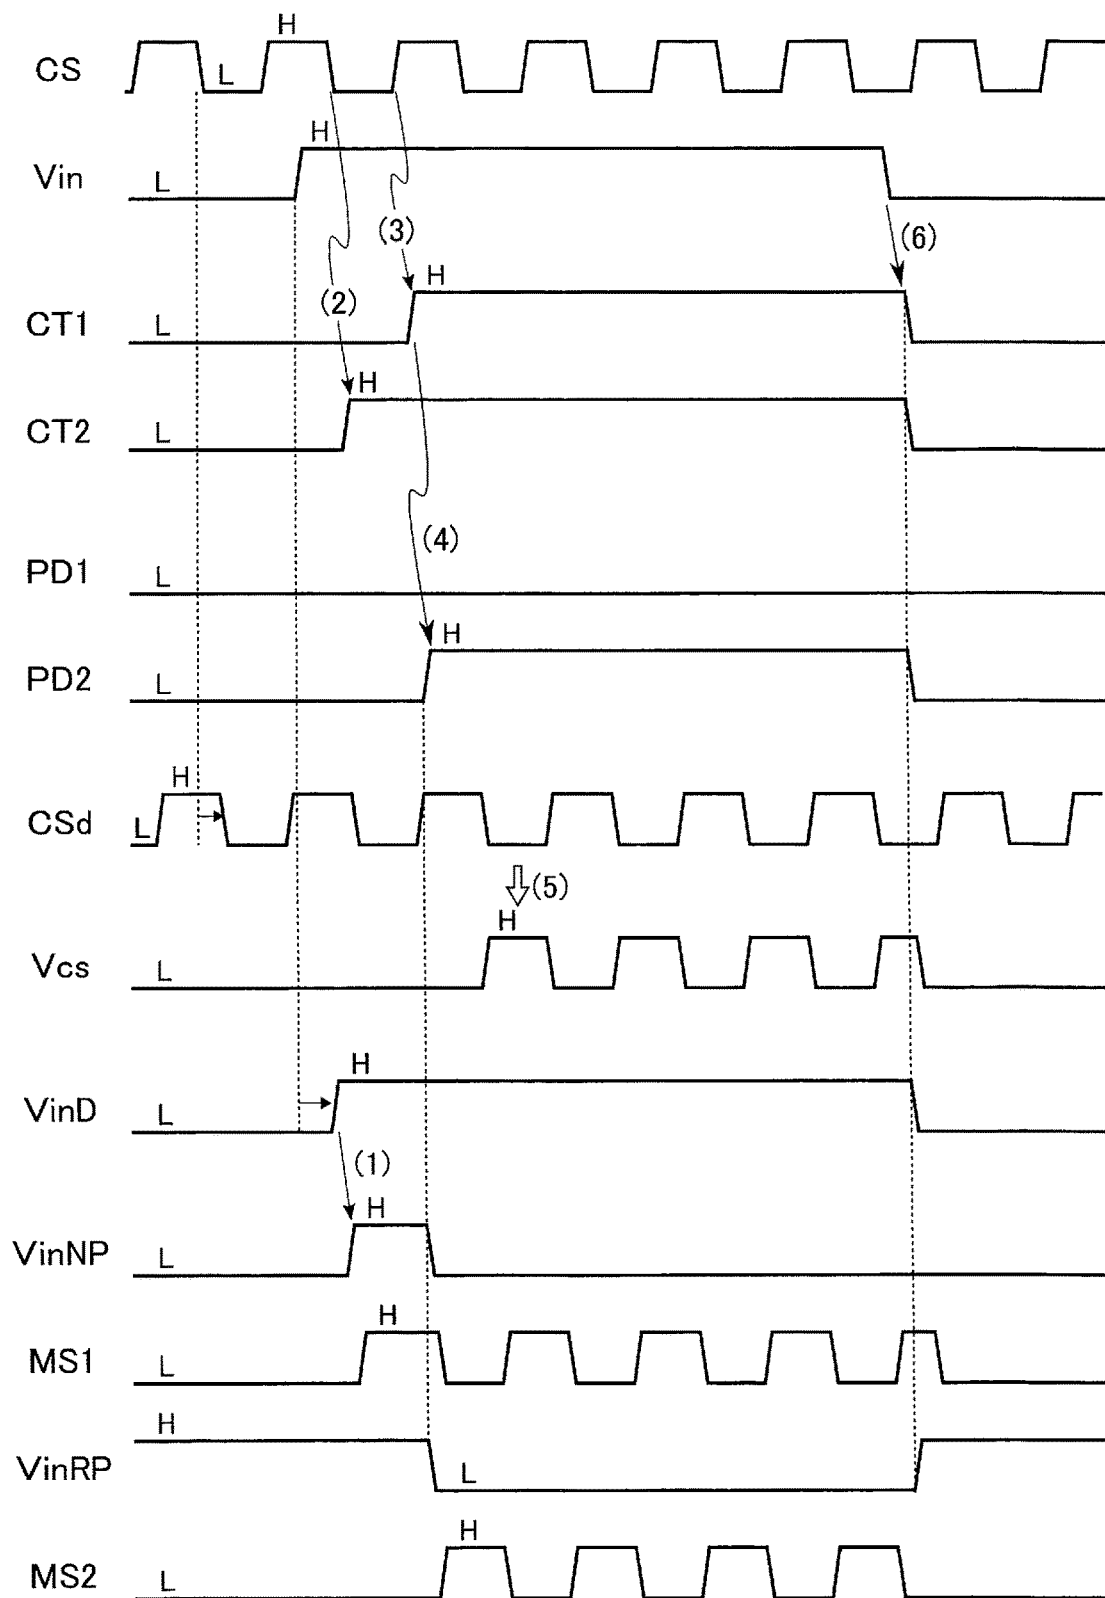 H
CS L
H
Vin L
(3) (6)
H
(2)
CT1 L
H
CT2 L
(4)
PD1 L
H
PD2 L
H
CSd L
(5)
H
Vcs L
H
VinD L
(1)
H
VinNP L
H
MS1 L
H
VinRP L
H
MS2 L